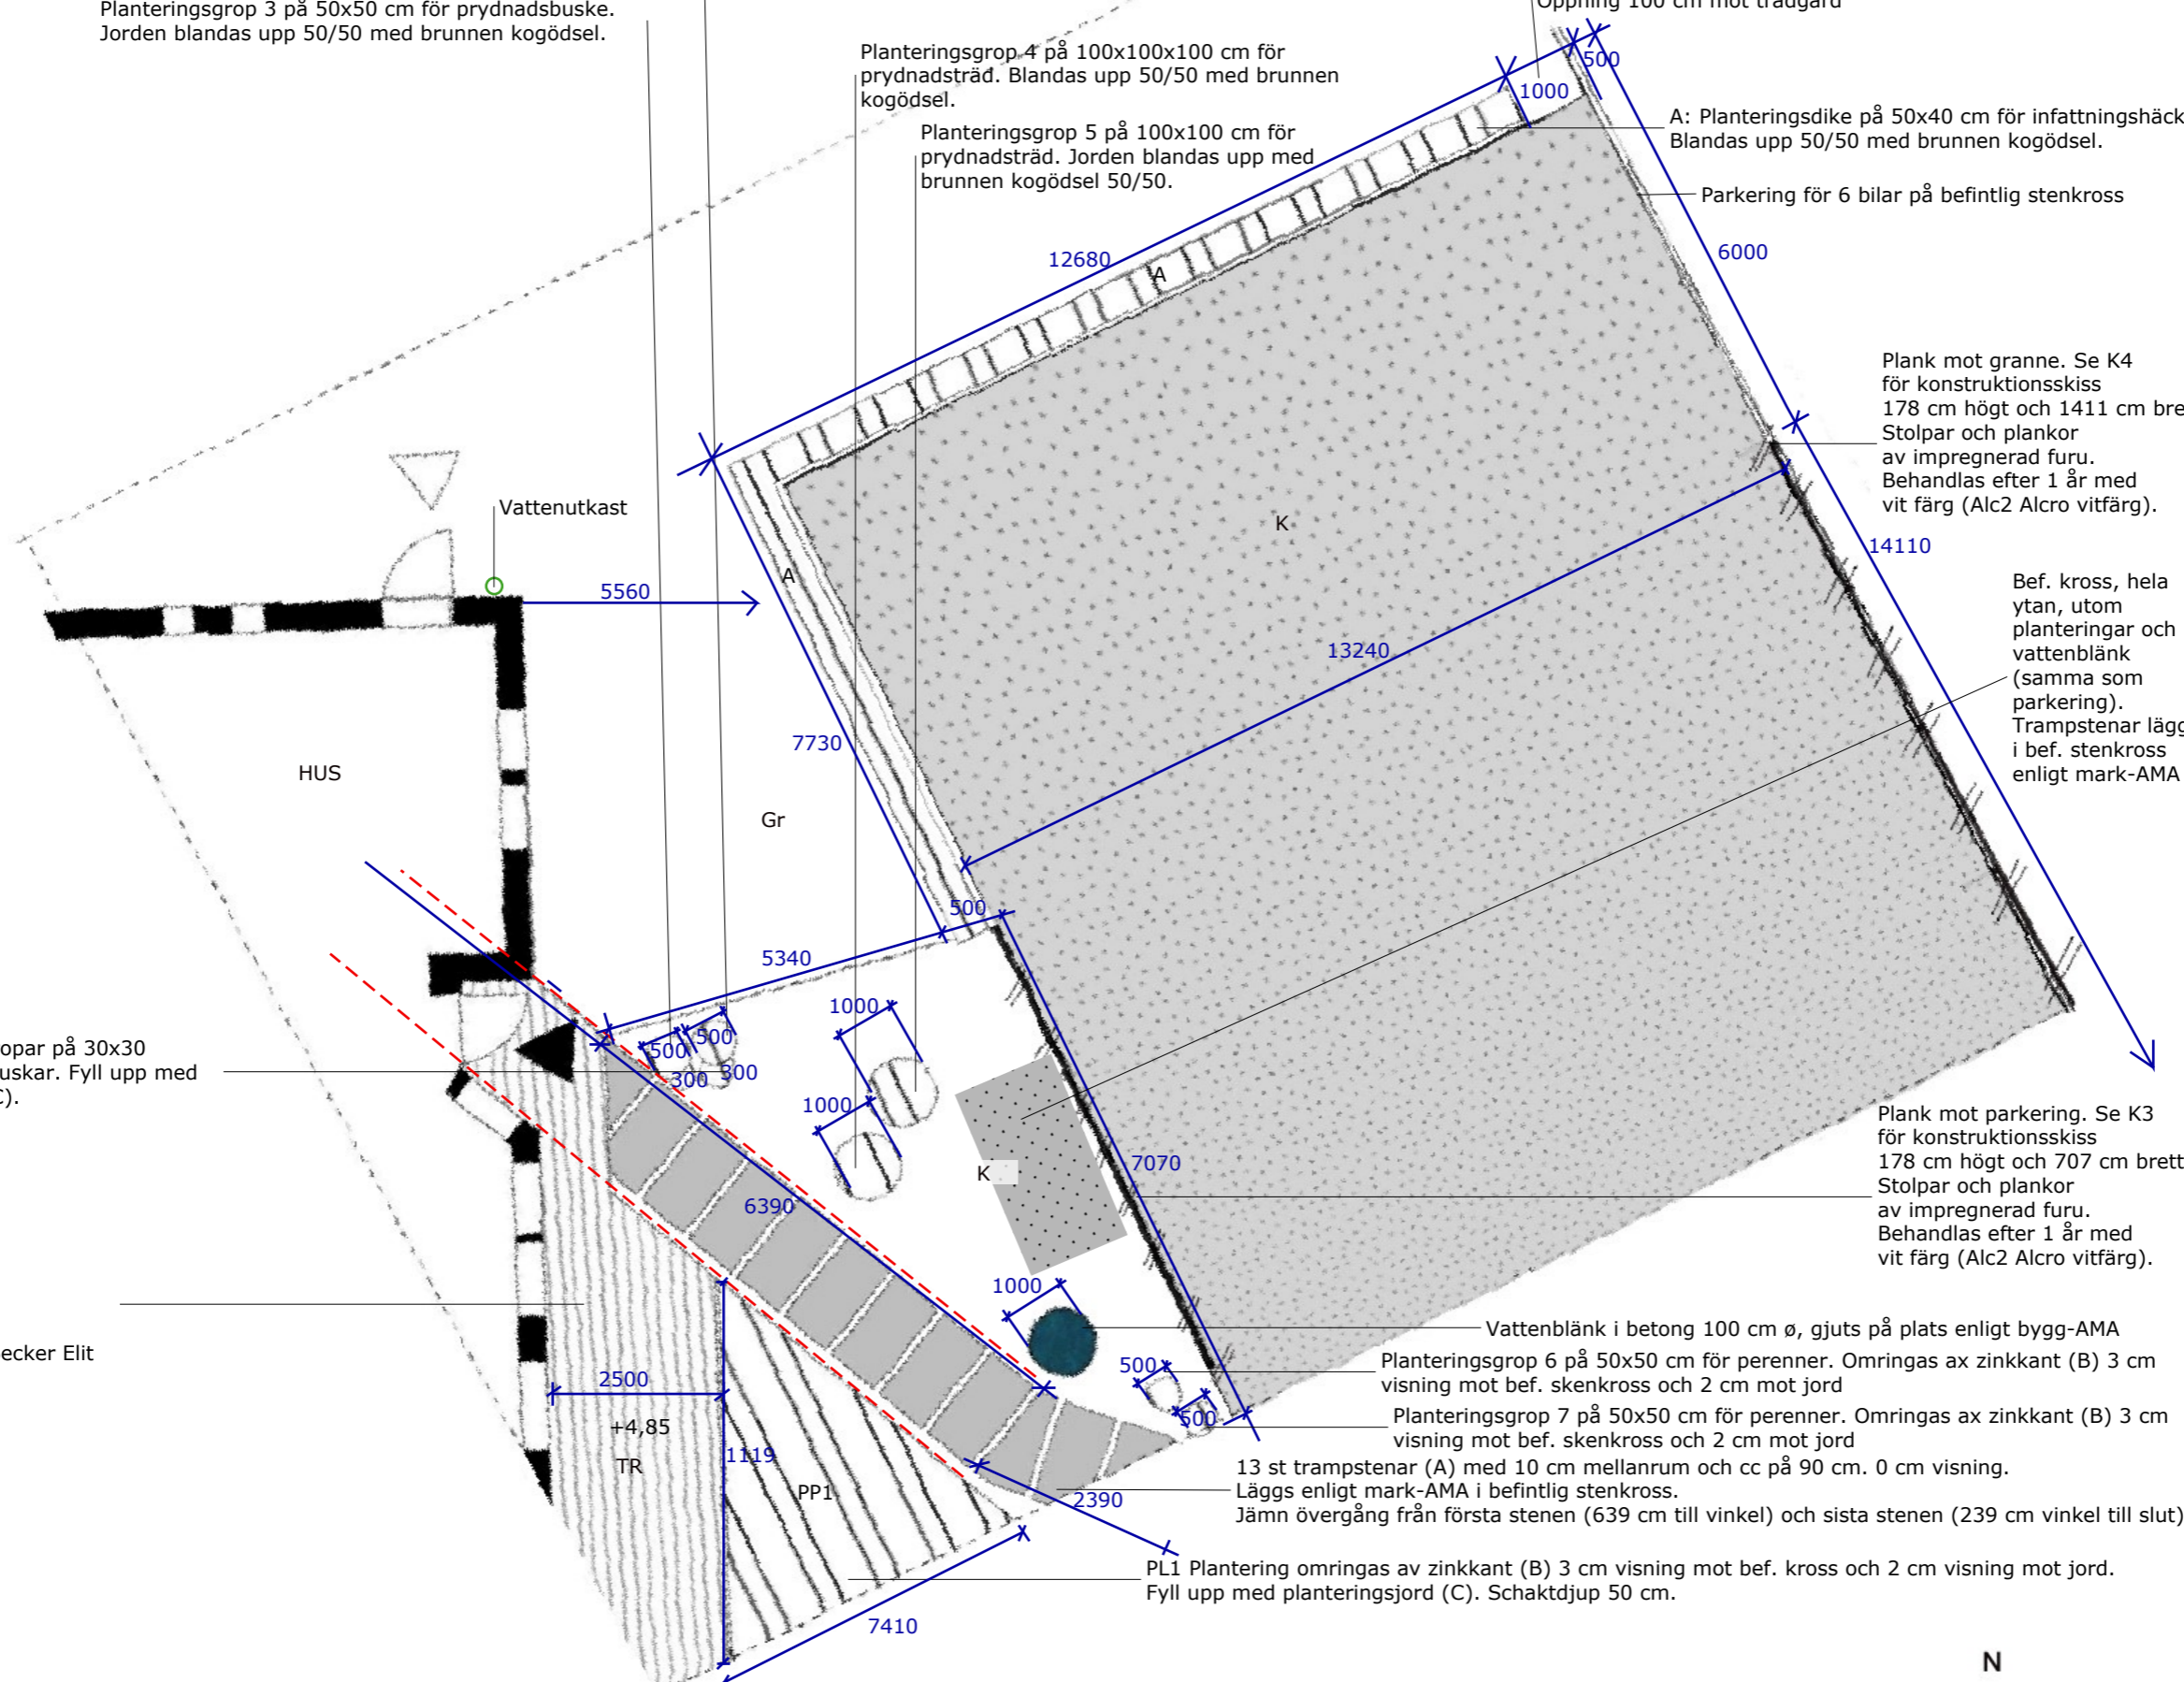 Planteringsgrop 3 på 50x50 cm för prydnadsbuske.
Jorden blandas upp 50/50 med brunnen kogödsel.
Öppning 100 cm mot trädgård
Planteringsgrop 4 på 100x100x100 cm för
prydnadsträd. Blandas upp 50/50 med brunnen
kogödsel.
500
1000
A: Planteringsdike på 50x40 cm för infattningshäck
Blandas upp 50/50 med brunnen kogödsel.
Planteringsgrop 5 på 100x100 cm för
prydnadsträd. Jorden blandas upp med
brunnen kogödsel 50/50.
Parkering för 6 bilar på befintlig stenkross
12680
A
6000
Plank mot granne. Se K4
för konstruktionsskiss
178 cm högt och 1411 cm bre
Stolpar och plankor
av impregnerad furu.
Behandlas efter 1 år med
vit färg (Alc2 Alcro vitfärg).
Vattenutkast
K
14110
A
5560
Bef. kross, hela
ytan, utom
planteringar och
vattenblänk
(samma som
parkering).
Trampstenar lägg
i bef. stenkross
enligt mark-AMA
13240
7730
HUS
Gr
500
5340
1000
500
500
300
300
opar på 30x30
uskar. Fyll upp med
C).
1000
K
7070
Plank mot parkering. Se K3
för konstruktionsskiss
178 cm högt och 707 cm brett
Stolpar och plankor
av impregnerad furu.
Behandlas efter 1 år med
vit färg (Alc2 Alcro vitfärg).
6390
1000
Vattenblänk i betong 100 cm ø, gjuts på plats enligt bygg-AMA
ecker Elit
500
Planteringsgrop 6 på 50x50 cm för perenner. Omringas ax zinkkant (B) 3 cm
visning mot bef. skenkross och 2 cm mot jord
2500
500
Planteringsgrop 7 på 50x50 cm för perenner. Omringas ax zinkkant (B) 3 cm
visning mot bef. skenkross och 2 cm mot jord
+4,85
TR
1119
PP1
13 st trampstenar (A) med 10 cm mellanrum och cc på 90 cm. 0 cm visning.
Läggs enligt mark-AMA i befintlig stenkross.
Jämn övergång från första stenen (639 cm till vinkel) och sista stenen (239 cm vinkel till slut)
2390
PL1 Plantering omringas av zinkkant (B) 3 cm visning mot bef. kross och 2 cm visning mot jord.
Fyll upp med planteringsjord (C). Schaktdjup 50 cm.
7410
N